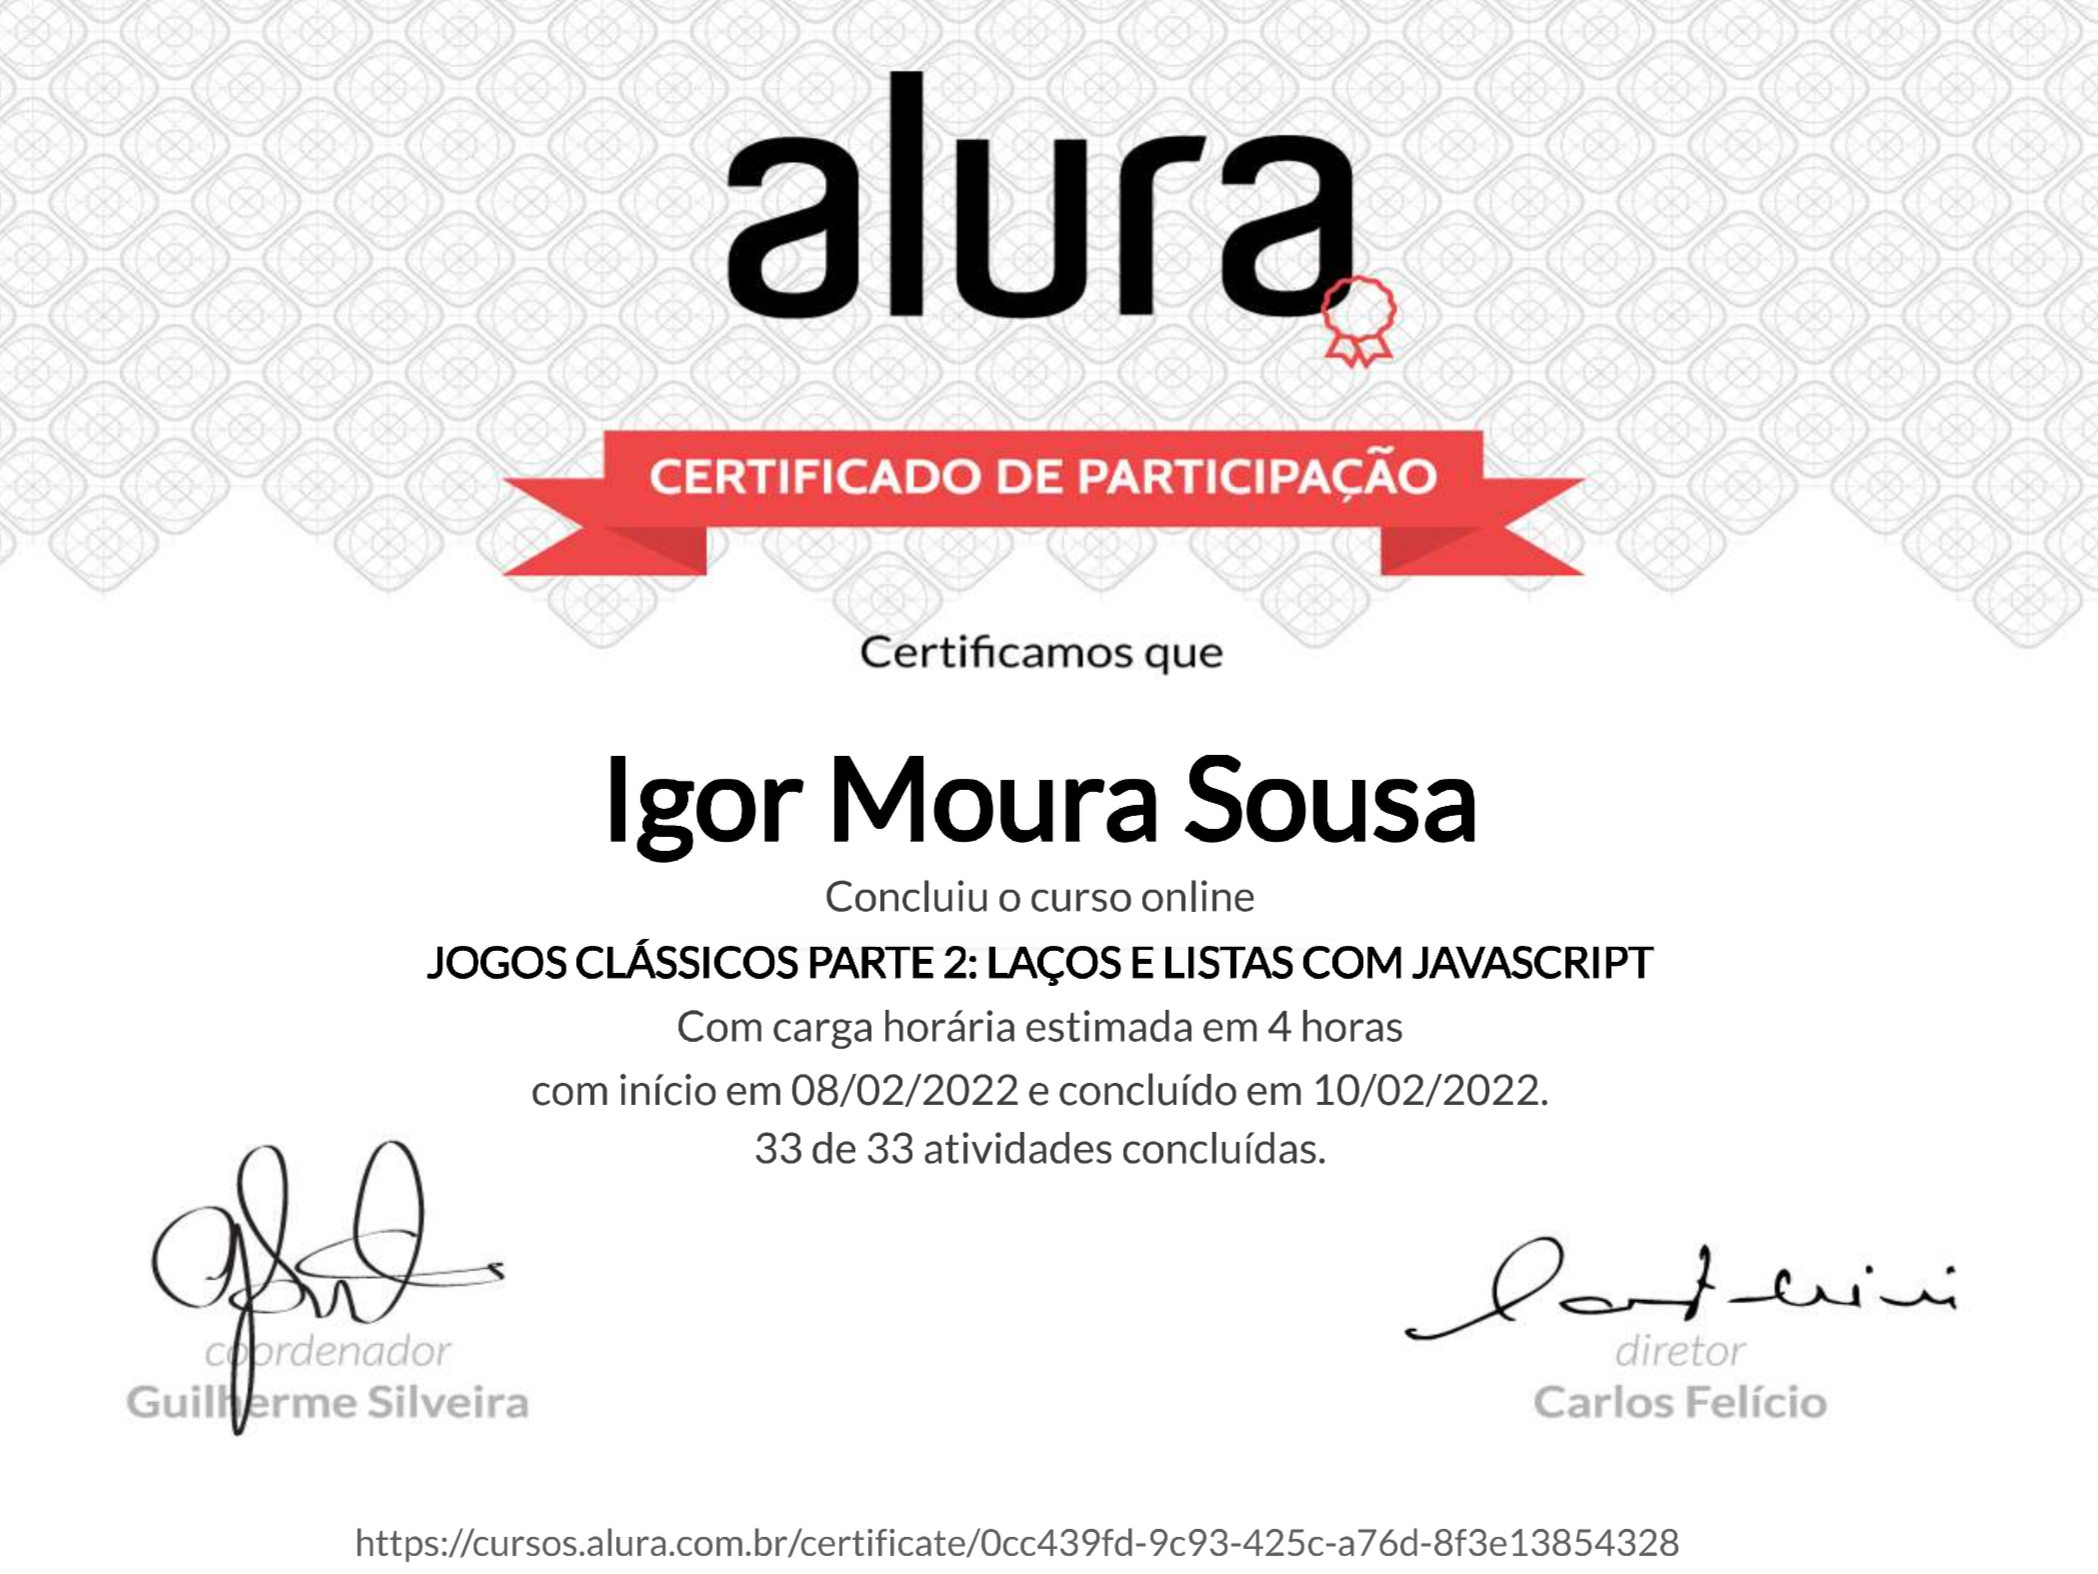 alura
CERTIFICADO DE PARTICIPAÇÃO
Certificamos que
Igor Moura Sousa
Concluiu o curso online
JOGOS CLÁSSICOS PARTE 2: LAÇOS E LISTAS COM JAVASCRIPT
Com carga horária estimada em 4 horas
com início em 08/02/2022 e concluído em 10/02/2022.
33 de 33 atividades concluídas.
coordenador
Guilherme Silveira
diretor
Carlos Felício
https://cursos.alura.com.br/certificate/0cc439fd-9c93-425c-a76d-8f3e13854328